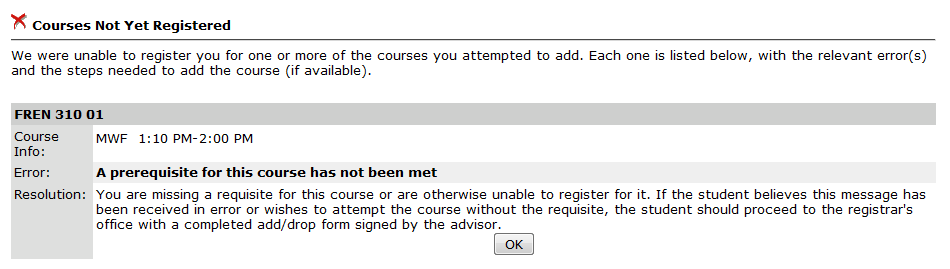 Courses Not Yet Registered
We were unable to register you for one or more of the courses you attempted to add. Each one is listed below, with the relevant error(s)
and the steps needed to add the course (if available).
FREN 310 01
Course
Info:
MWF 1:10 PM-2:00 PM
Error:
A prerequisite for this course has not been met
Resolution:
You are missing a requisite for this course or are otherwise unable to register for it. If the student believes this message has
been received in error or wishes to attempt the course without the requisite, the student should proceed to the registrar's
office with a completed add/drop form signed by the advisor.
OK